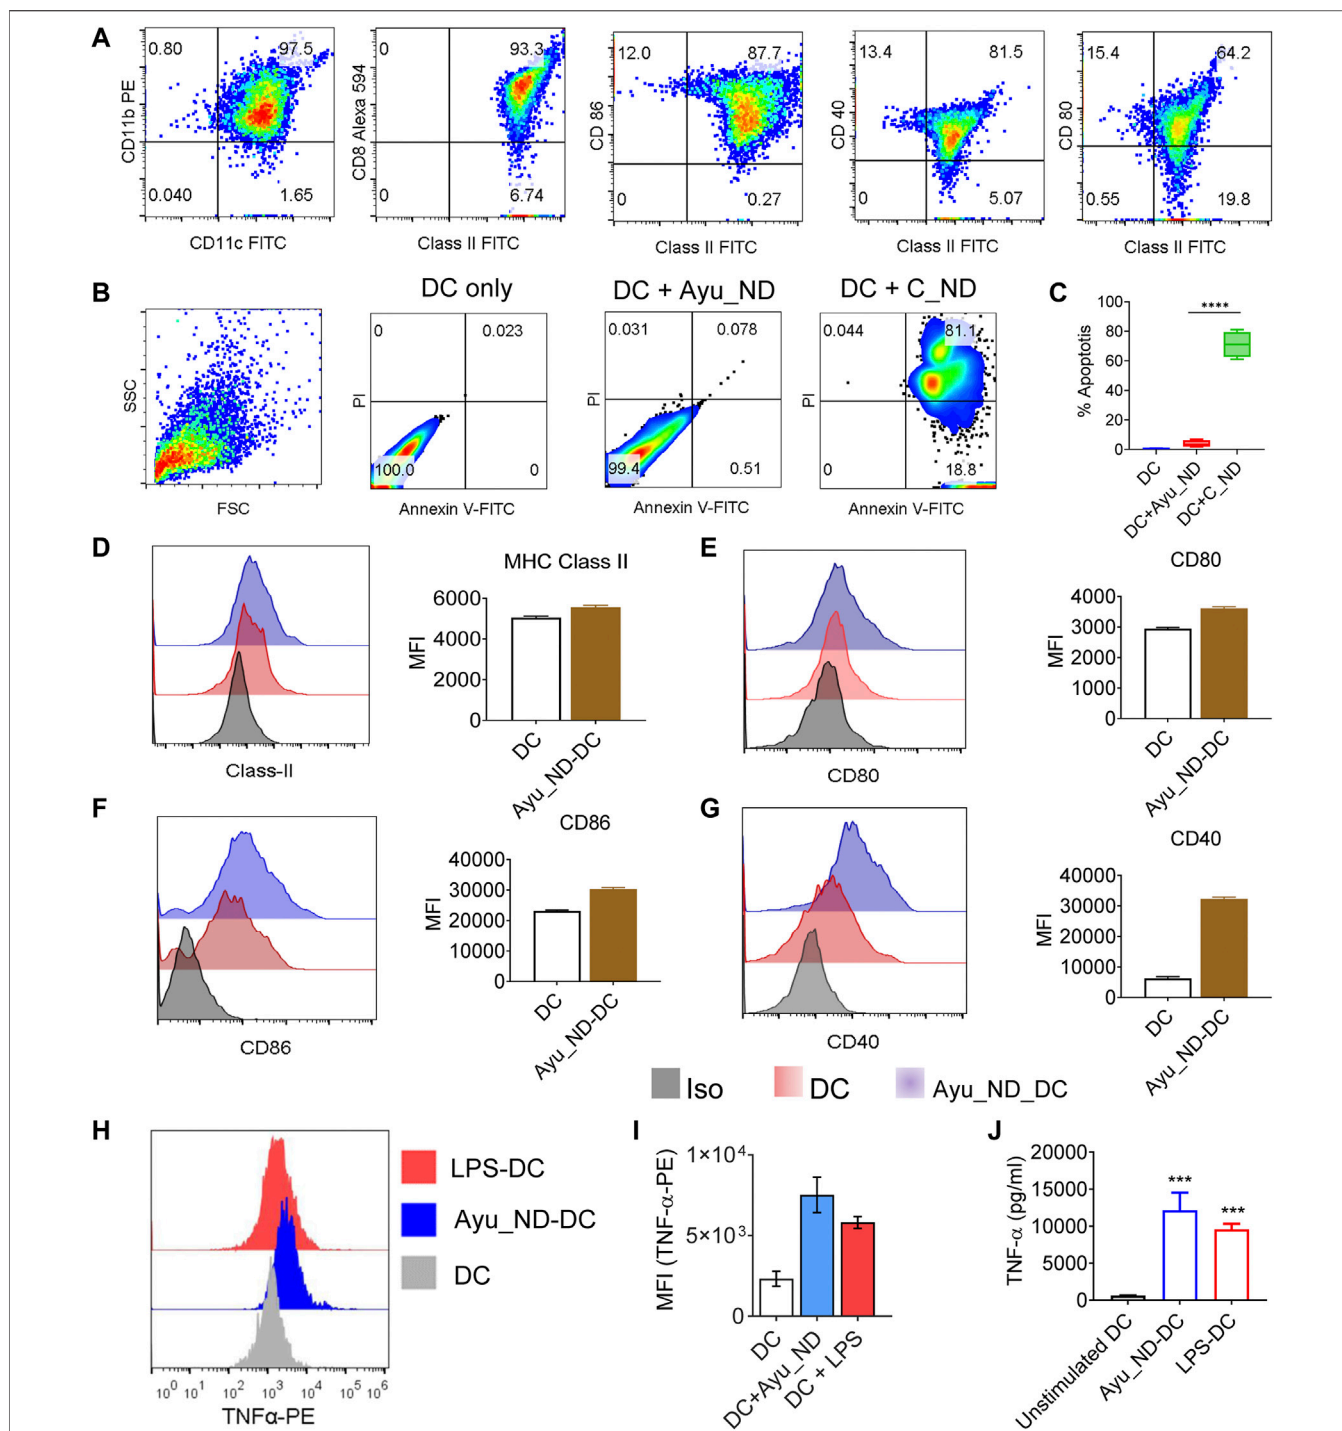 A
0.80
97.5
0.040
1.65
CD11b PE
CD11c FITC
0
93.3
0
6.74
CD8 Alexa 594
Class II FITC
12.0
87.7
0
0.27
CD 86
Class II FITC
13.4
81.5
0
5.07
CD 40
Class II FITC
15.4
64.2
0.55
19.8
CD 80
Class II FITC
B
SSC
FSC
DC only
0
0.023
100.0
0
PI
Annexin V-FITC
DC + Ayu_ND
0.031
0.078
99.4
0.51
PI
Annexin V-FITC
DC + C_ND
0.044
81.1
0
18.8
PI
Annexin V-FITC
C
% Apoptotis
100
80
60
40
20
0
****
DC
DC+Ayu_ND
DC+C_ND
D
Class-II
MHC Class II
MFI
6000
4000
2000
0
DC
Ayu_ND-DC
E
CD80
CD80
MFI
4000
3000
2000
1000
0
DC
Ayu_ND-DC
F
CD86
CD86
MFI
40000
30000
20000
10000
0
DC
Ayu_ND-DC
G
CD40
CD40
MFI
40000
30000
20000
10000
0
DC
Ayu_ND-DC
Iso
DC
Ayu_ND_DC
H
10⁰ 10¹ 10² 10³ 10⁴ 10⁵ 10⁶
TNFα-PE
LPS-DC
Ayu_ND-DC
DC
I
MFI (TNF-α-PE)
1×10⁴
5×10³
0
DC
DC+Ayu_ND
DC + LPS
J
TNF-α (pg/ml)
20000
15000
10000
5000
0
***
***
Unstimulated DC
Ayu_ND-DC
LPS-DC